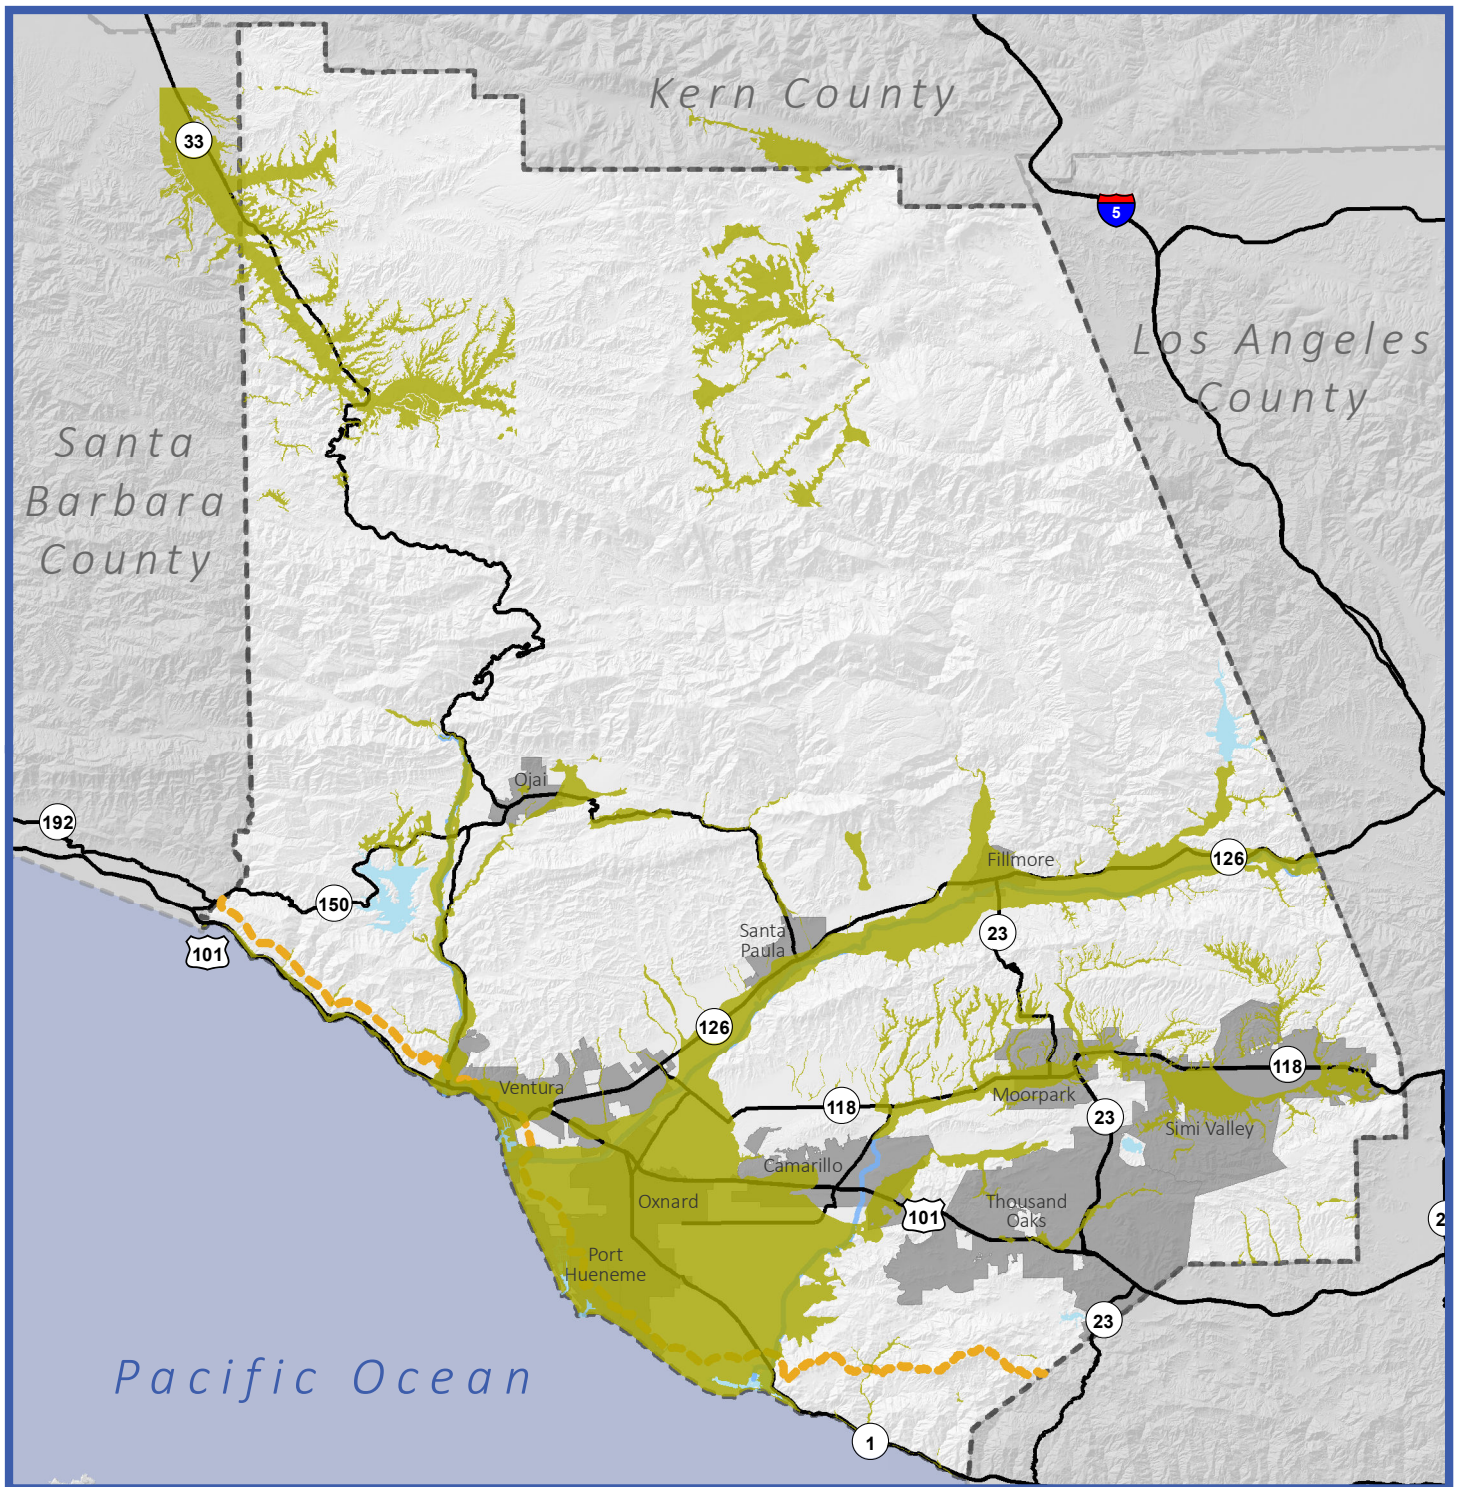 Kern County
33
5
Los Angeles
County
Santa
Barbara
County
Ojai
192
Fillmore
126
150
23
Santa
Paula
101
126
118
Ventura
118
Moorpark
23
Simi Valley
Camarillo
Oxnard
Thousand
Oaks
101
2
Port
Hueneme
23
Pacific Ocean
1